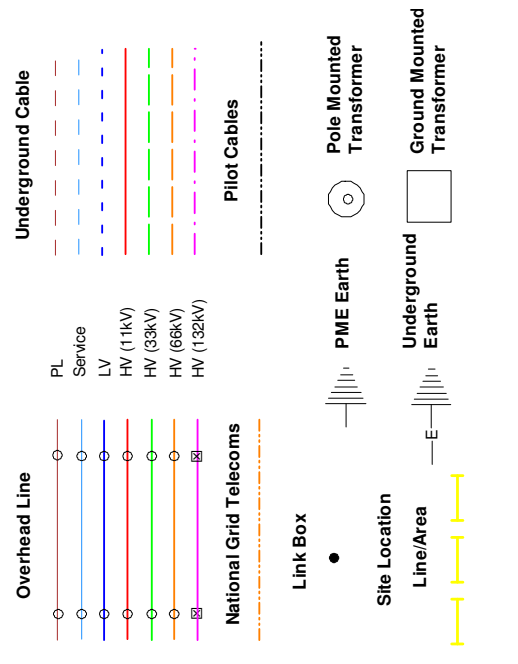 Overhead Line
Underground Cable
PL
Service
LV
HV (11kV)
HV (33kV)
HV (66kV)
HV (132kV)
National Grid Telecoms
Pilot Cables
Link Box
PME Earth
Pole Mounted
Transformer
Site Location
Line/Area
E
Underground
Earth
Ground Mounted
Transformer